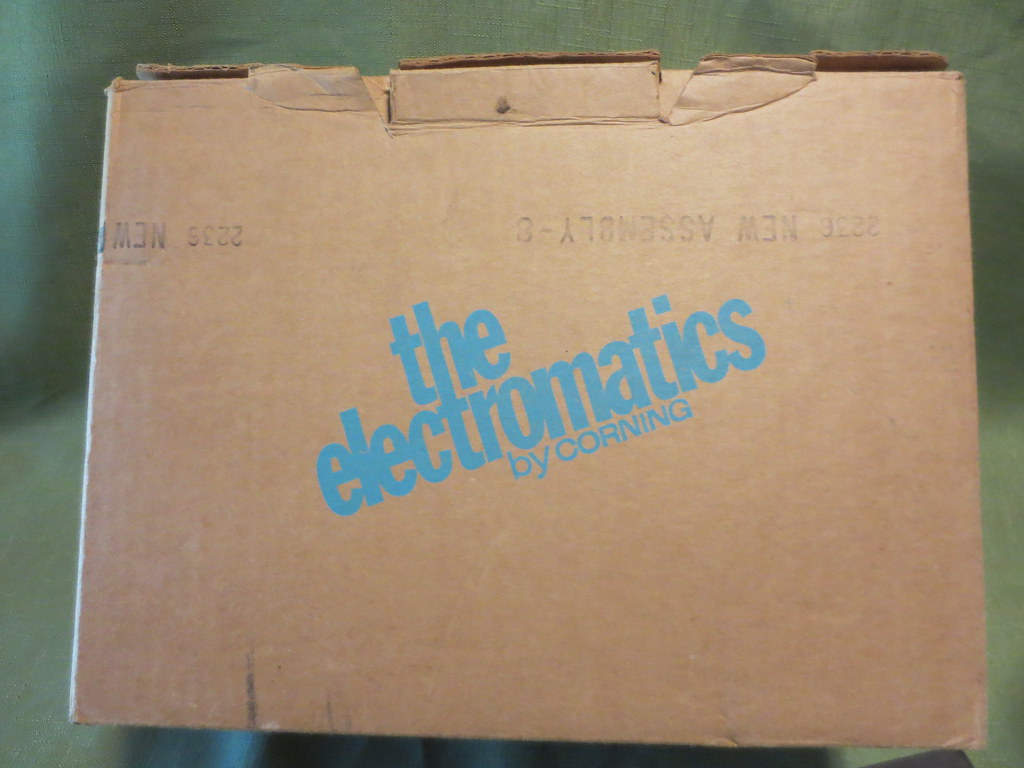 2236 NEW ASSEMBLY-8
2236 NEW
the
electromatics
by CORNING